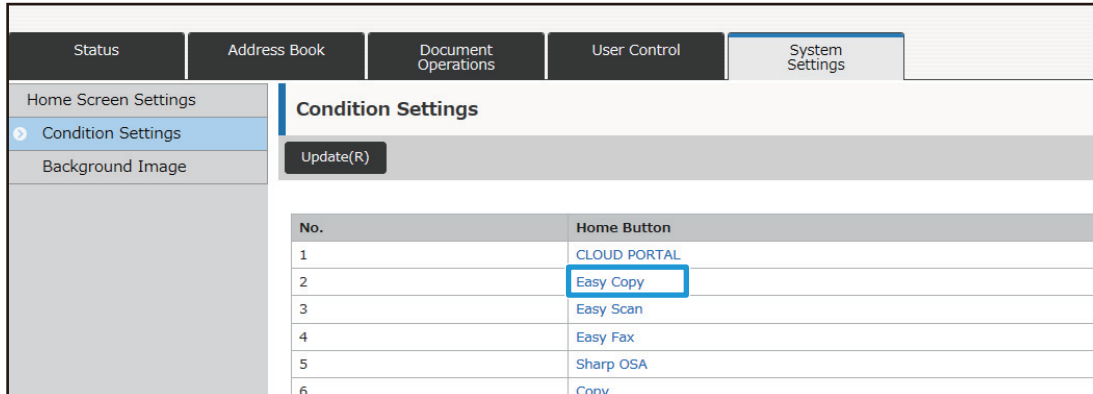 Status
Address Book
Document
Operations
User Control
System
Settings
Home Screen Settings
Condition Settings
Background Image
Condition Settings
Update(R)
No. Home Button
1 CLOUD PORTAL
2 Easy Copy
3 Easy Scan
4 Easy Fax
5 Sharp OSA
6 Copy